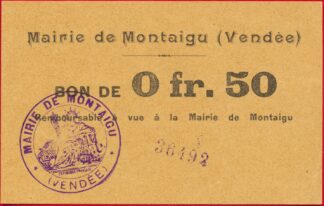 Mairie de Montaigu (Vendée)
BON DE 0 fr. 50
Remboursable à vue à la Mairie de Montaigu
MAIRIE DE MONTAIGU
(VENDÉE)
36492